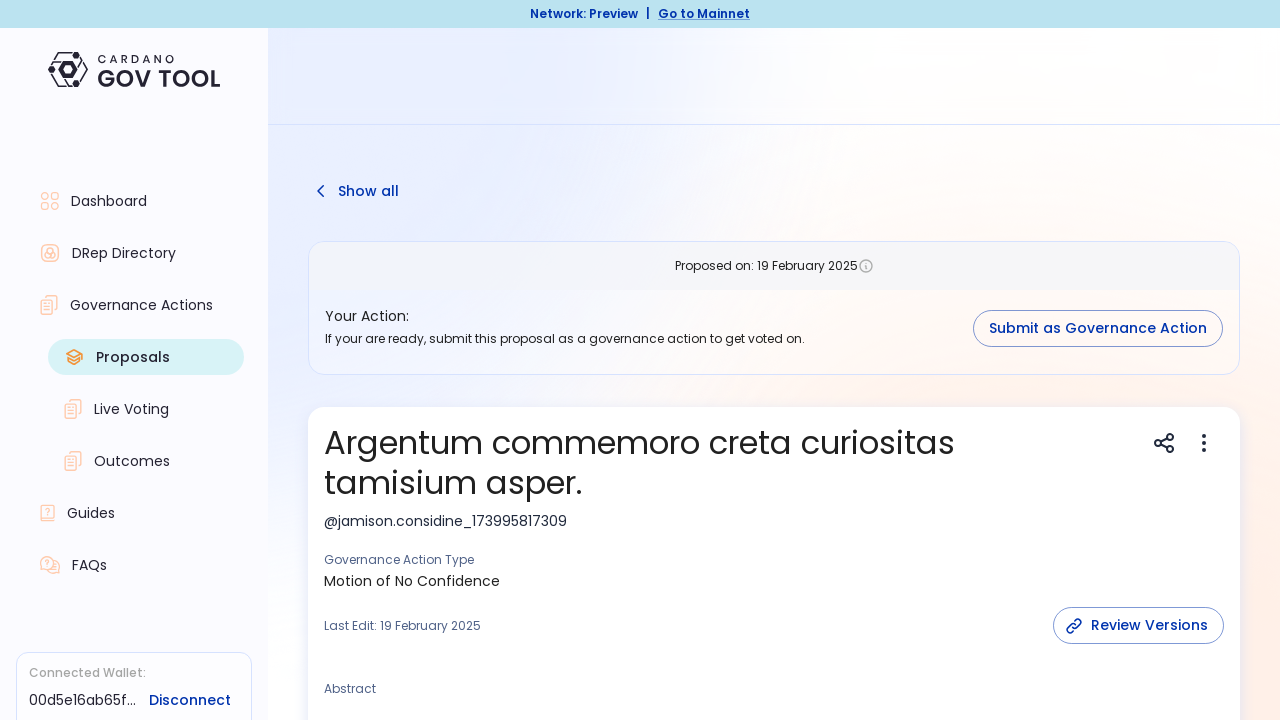 Network: Preview | Go to Mainnet
CARDANO
GOV TOOL
Dashboard
DRep Directory
Governance Actions
Proposals
Live Voting
Outcomes
Guides
FAQs
Connected Wallet:
00d5e16ab65f... Disconnect
Show all
Proposed on: 19 February 2025
Your Action:
If your are ready, submit this proposal as a governance action to get voted on.
Submit as Governance Action
Argentum commemoro creta curiositas
tamisium asper.
@jamison.considine_173995817309
Governance Action Type
Motion of No Confidence
Last Edit: 19 February 2025
Review Versions
Abstract